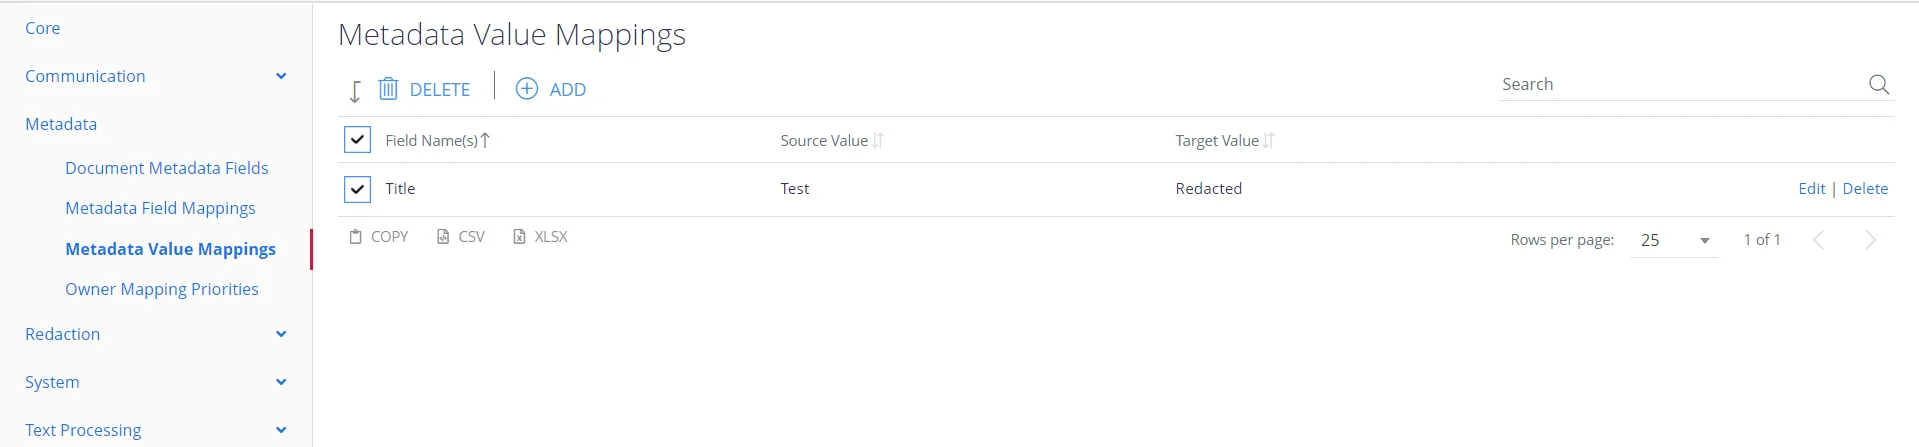 Core
Communication
Metadata
Document Metadata Fields
Metadata Field Mappings
Metadata Value Mappings
Owner Mapping Priorities
Redaction
System
Text Processing
Metadata Value Mappings
DELETE | ADD
Search
Field Name(s) Source Value Target Value
Title Test Redacted Edit | Delete
COPY CSV XLSX
Rows per page: 25 1 of 1